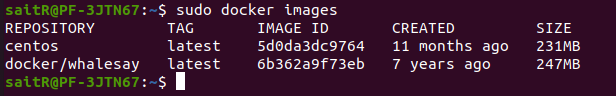 saitR@PF-3JTN67:~$ sudo docker images
REPOSITORY TAG IMAGE ID CREATED SIZE
centos latest 5d0da3dc9764 11 months ago 231MB
docker/whalesay latest 6b362a9f73eb 7 years ago 247MB
saitR@PF-3JTN67:~$